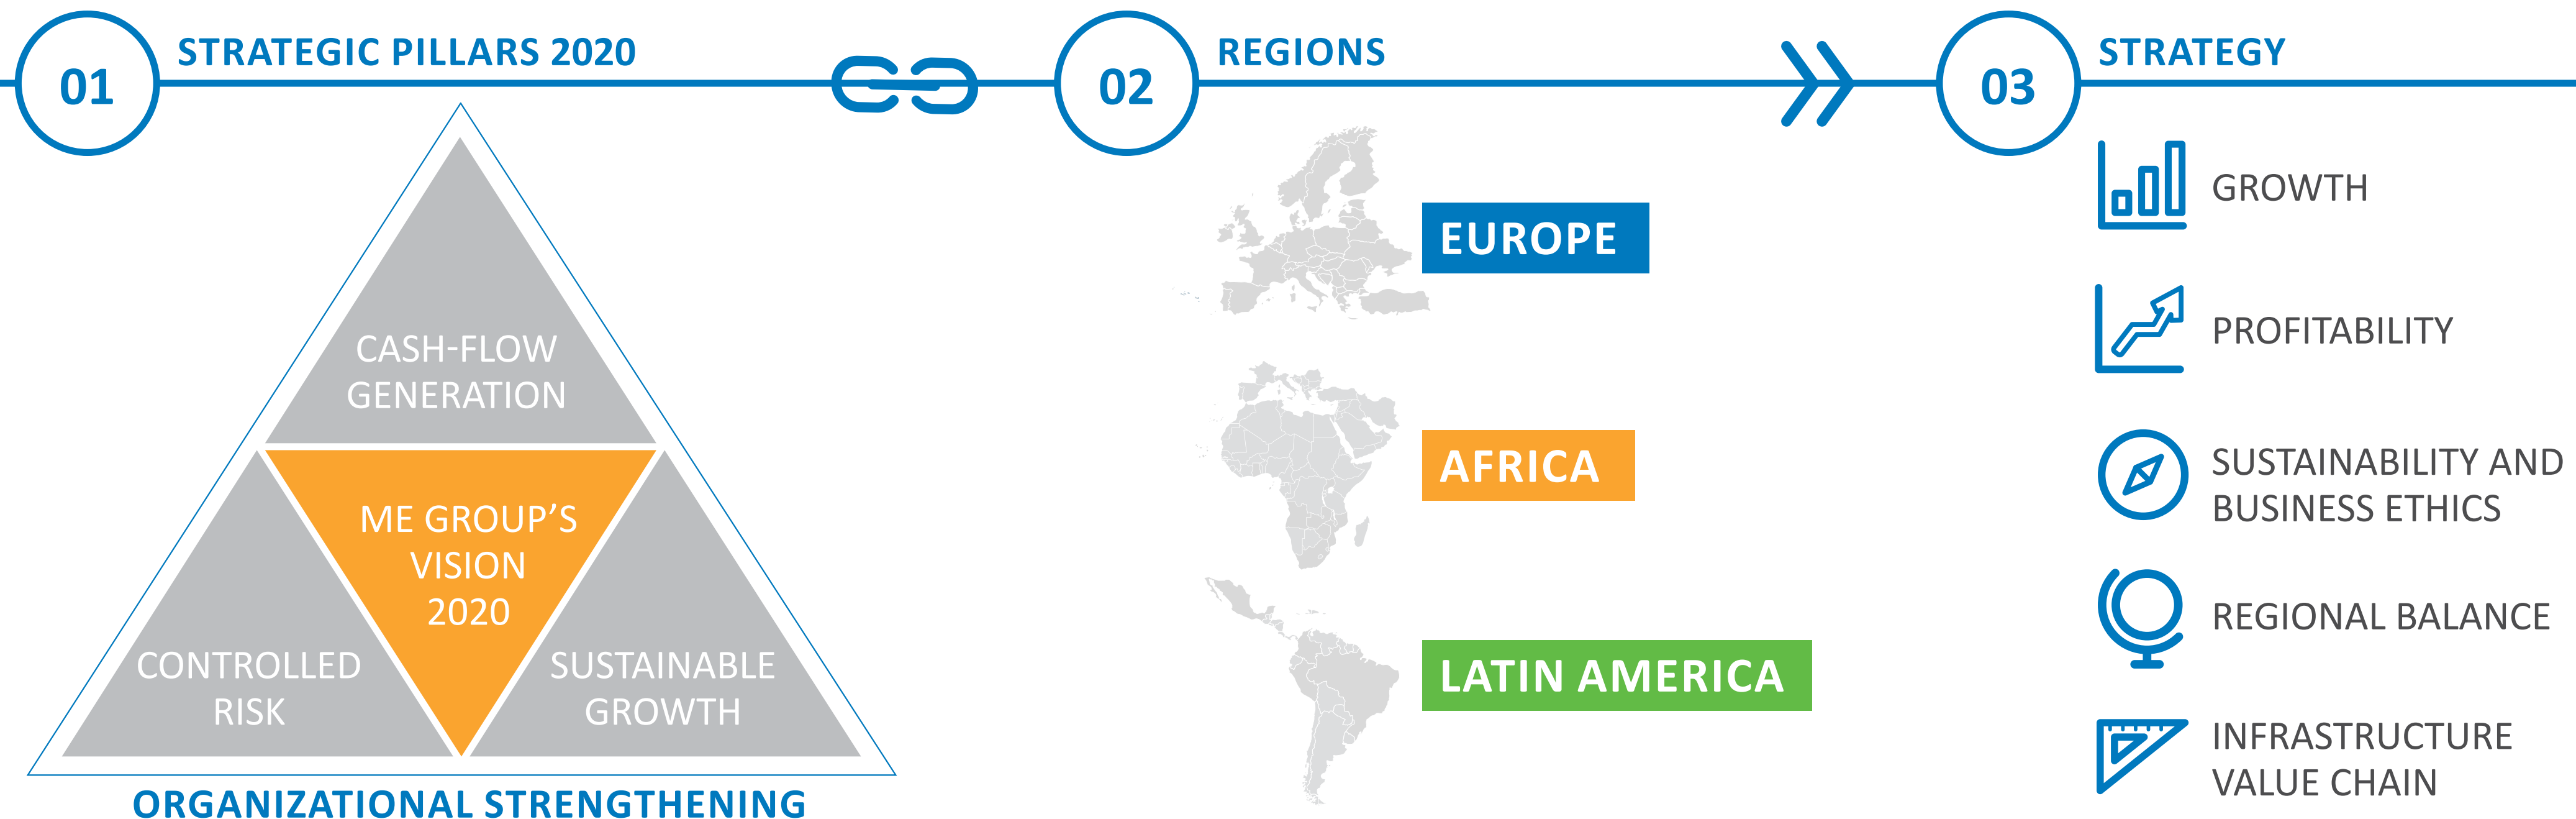 01
STRATEGIC PILLARS 2020
CASH-FLOW
GENERATION
ME GROUP’S
VISION
2020
CONTROLLED
RISK
SUSTAINABLE
GROWTH
ORGANIZATIONAL STRENGTHENING
02
REGIONS
EUROPE
AFRICA
LATIN AMERICA
03
STRATEGY
GROWTH
PROFITABILITY
SUSTAINABILITY AND
BUSINESS ETHICS
REGIONAL BALANCE
INFRASTRUCTURE
VALUE CHAIN